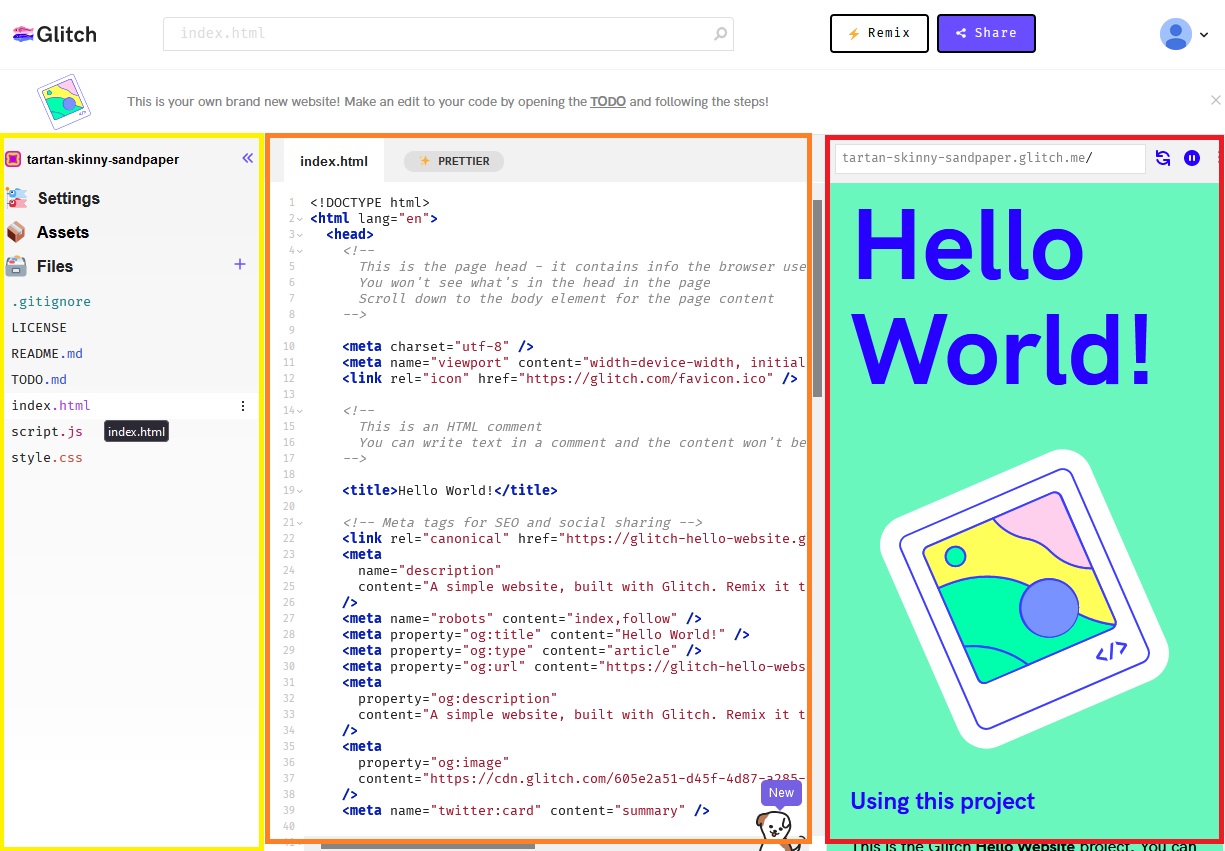 Glitch
index.html
Remix
Share
This is your own brand new website! Make an edit to your code by opening the TODO and following the steps!
tartan-skinny-sandpaper
Settings
Assets
Files
.gitignore
LICENSE
README.md
TODO.md
index.html
script.js
index.html
style.css
index.html
PRETTIER
1 <!DOCTYPE html>
2 <html lang="en">
3 <head>
4 <!--
5 This is the page head - it contains info the browser use
6 You won't see what's in the head in the page
7 Scroll down to the body element for the page content
8 -->
9
10 <meta charset="utf-8" />
11 <meta name="viewport" content="width=device-width, initial
12 <link rel="icon" href="https://glitch.com/favicon.ico" />
13
14 <!--
15 This is an HTML comment
16 You can write text in a comment and the content won't be
17 -->
18
19 <title>Hello World!</title>
20
21 <!-- Meta tags for SEO and social sharing -->
22 <link rel="canonical" href="https://glitch-hello-website.g
23 <meta
24 name="description"
25 content="A simple website, built with Glitch. Remix it t
26 />
27 <meta name="robots" content="index,follow" />
28 <meta property="og:title" content="Hello World!" />
29 <meta property="og:type" content="article" />
30 <meta property="og:url" content="https://glitch-hello-webs
31 <meta
32 property="og:description"
33 content="A simple website, built with Glitch. Remix it t
34 />
35 <meta
36 property="og:image"
37 content="https://cdn.glitch.com/605e2a51-d45f-4d87-a285-
38 />
39 <meta name="twitter:card" content="summary" />
40
New
tartan-skinny-sandpaper.glitch.me/
Hello
World!
</>
Using this project
This is the Glitch Hello Website project. You can